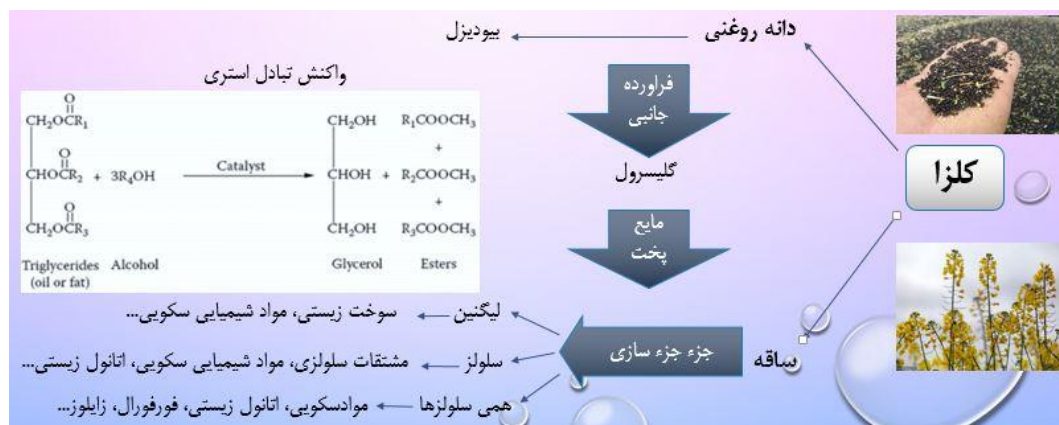 کلزا
دانه روغنی
بیودیزل
فراورده
جانبی
گلیسرول
مایع
پخت
واکنش تبادل استری
CH₂OCR₁
O
CHOCR₂ + 3R₄OH
O
CH₂OCR₃
O
Catalyst
CH₂OH R₁COOCH₃
+
CHOH + R₂COOCH₃
+
CH₂OH R₃COOCH₃
Triglycerides Alcohol Glycerol Esters
(oil or fat)
ساقه
جزء جزء سازی
لیگنین
سوخت زیستی، مواد شیمیایی سکویی...
سلولز
مشتقات سلولزی، مواد شیمیایی سکویی، اتانول زیستی...
همی سلولزها
موادسکویی، اتانول زیستی، فورفورال، زایلوز...